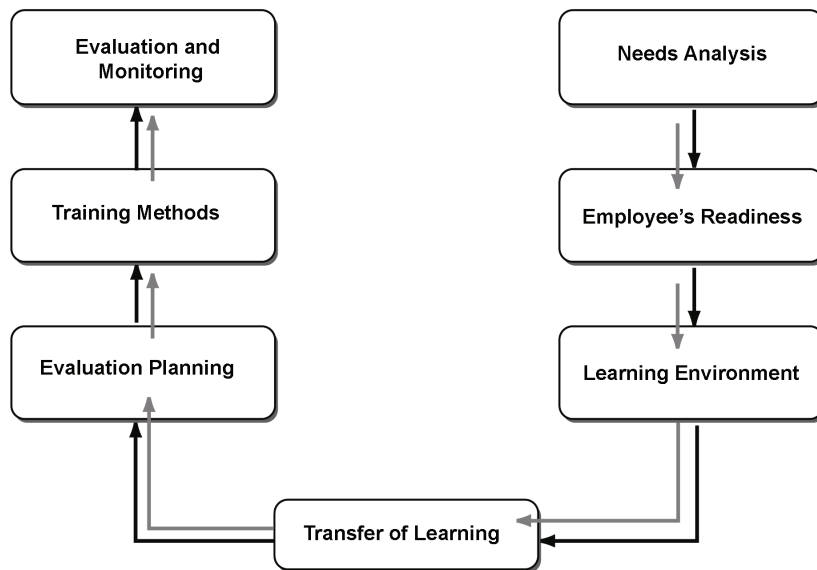 Evaluation and
Monitoring
Needs Analysis
Training Methods
Employee's Readiness
Evaluation Planning
Learning Environment
Transfer of Learning